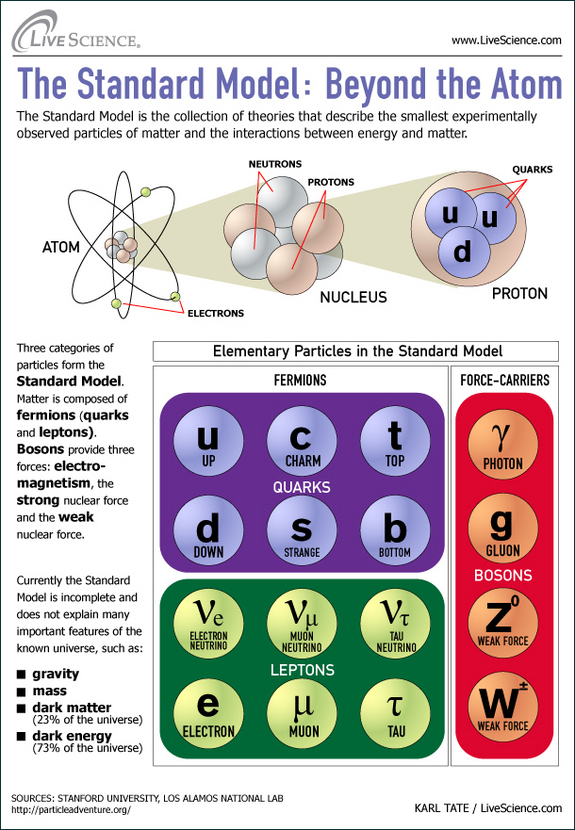 LIVESCIENCE®
www.LiveScience.com
The Standard Model: Beyond the Atom
The Standard Model is the collection of theories that describe the smallest experimentally
observed particles of matter and the interactions between energy and matter.
NEUTRONS
PROTONS
QUARKS
u
u
d
ATOM
NUCLEUS
PROTON
ELECTRONS
Three categories of
particles form the
Standard Model.
Matter is composed of
fermions (quarks
and leptons).
Bosons provide three
forces: electro-
magnetism, the
strong nuclear force
and the weak
nuclear force.
Currently the Standard
Model is incomplete and
does not explain many
important features of the
known universe, such as:
■ gravity
■ mass
■ dark matter
(23% of the universe)
■ dark energy
(73% of the universe)
Elementary Particles in the Standard Model
FERMIONS
u
UP
c
CHARM
t
TOP
QUARKS
d
DOWN
s
STRANGE
b
BOTTOM
νe
ELECTRON
NEUTRINO
νμ
MUON
NEUTRINO
ντ
TAU
NEUTRINO
LEPTONS
e
ELECTRON
μ
MUON
τ
TAU
FORCE-CARRIERS
γ
PHOTON
g
GLUON
BOSONS
Z⁰
WEAK FORCE
W±
WEAK FORCE
SOURCES: STANFORD UNIVERSITY, LOS ALAMOS NATIONAL LAB
http://particleadventure.org/
KARL TATE / LiveScience.com